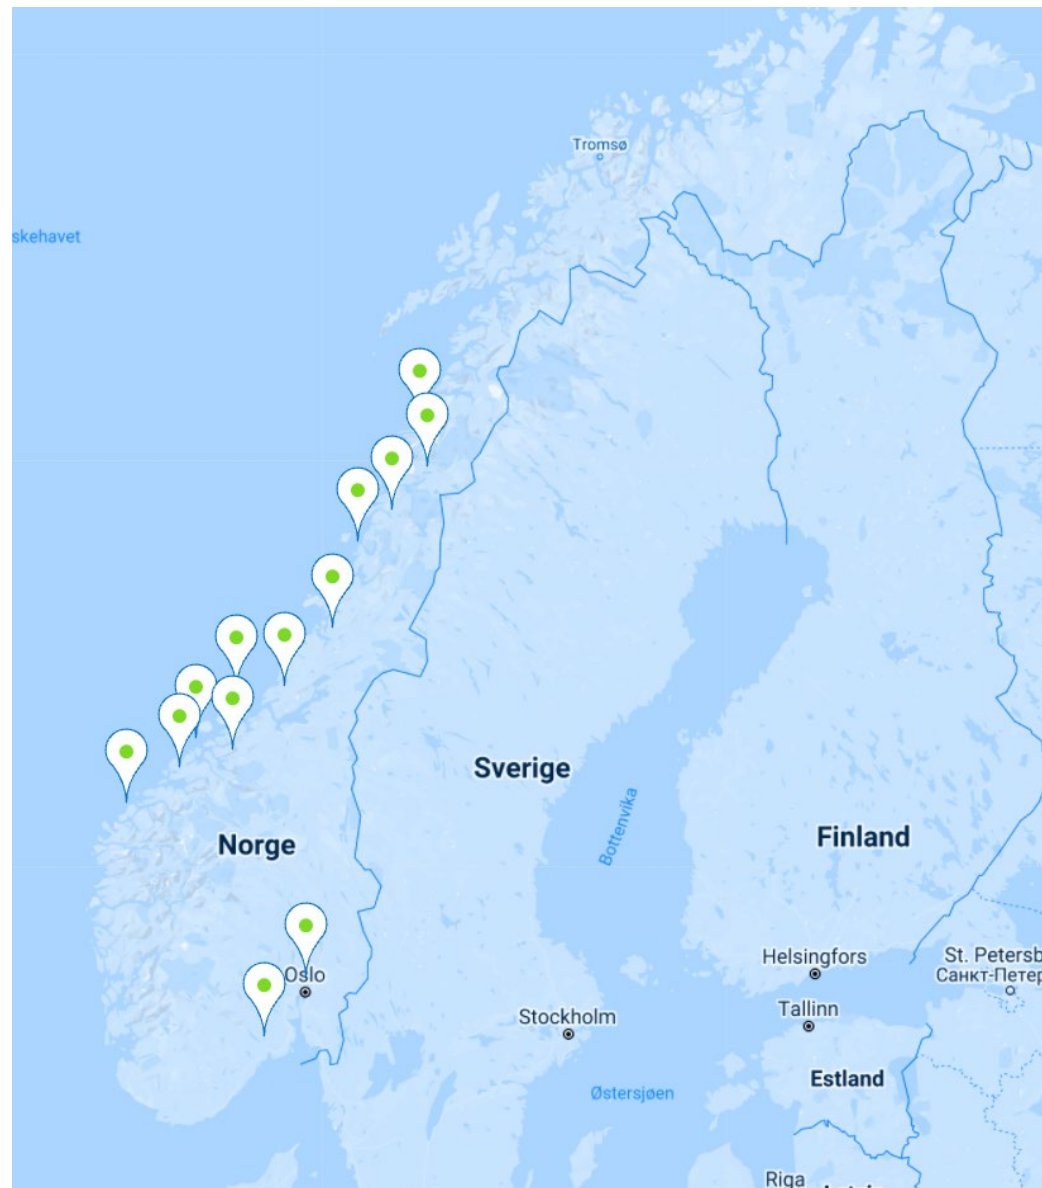 Tromsø
skehavet
Sverige
Bottenvika
Norge
Finland
Helsingfors
St. Petersb
Санкт-Петер
Oslo
Tallinn
Stockholm
Estland
Østersjøen
Riga